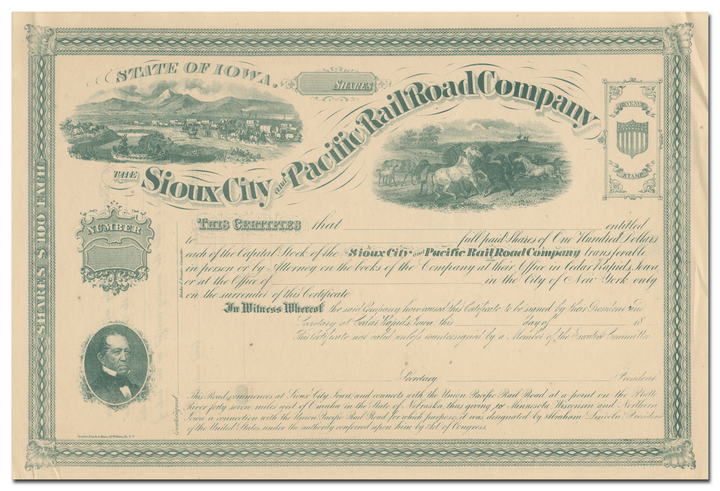 STATE OF IOWA.
SHARES
THE Sioux City and Pacific Rail Road Company
STAMP
NUMBER
SHARES $100 EACH
This Certifies that entitled
to full paid Shares of One Hundred Dollars
each of the Capital Stock of the Sioux City and Pacific Rail Road Company transferable
in person or by Attorney on the books of the Company at their Office in Cedar Rapids, Iowa
or at the Office of in the City of New York only
on the surrender of this Certificate.
In Witness Whereof the said Company have caused this Certificate to be signed by their President and
Secretary at Cedar Rapids, Iowa this day of 18
This Certificate not valid unless countersigned by a Member of the Executive Committee
Secretary President
Countersigned
This Road commences at Sioux City, Iowa, and connects with the Union Pacific Rail Road at a point on the Platte
River forty seven miles west of Omaha in the State of Nebraska thus giving to Minnesota Wisconsin and Northern
Iowa a connection with the Union Pacific Rail Road for which purpose it was designated by Abraham Lincoln President
of the United States under the authority conferred upon him by Act of Congress.